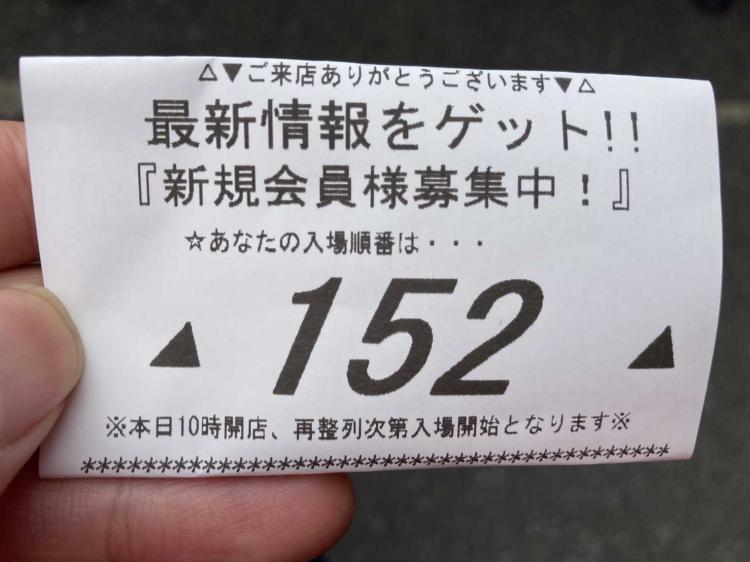 △▼ご来店ありがとうございます▼△
最新情報をゲット!!
『新規会員様募集中！』
☆あなたの入場順番は・・・
▲152▲
※本日10時開店、再整列次第入場開始となります※
***************************************************